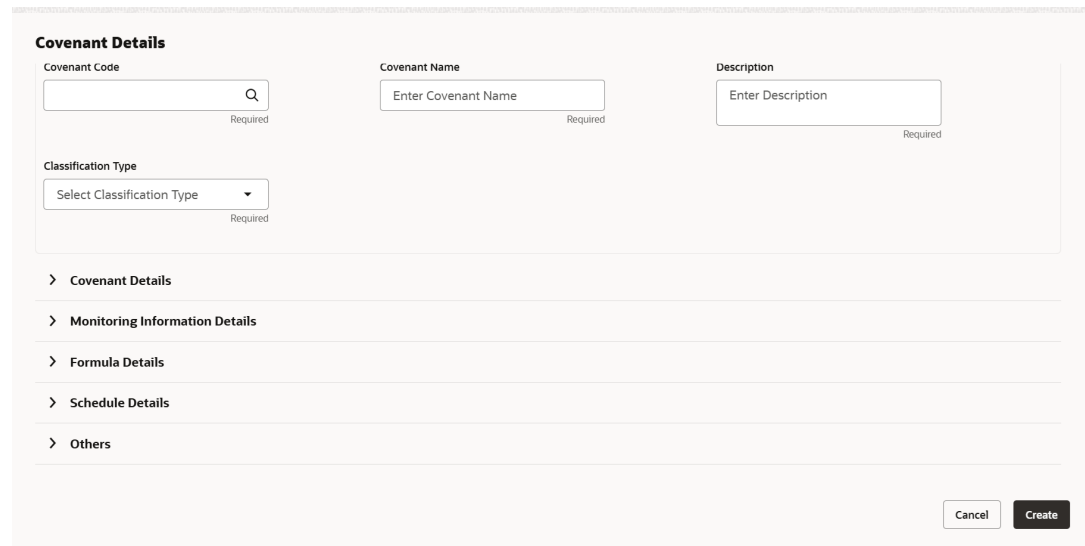 Covenant Details
Covenant Code Covenant Name Description
Enter Covenant Name Enter Description
Required Required Required
Classification Type
Select Classification Type
Required
Covenant Details
Monitoring Information Details
Formula Details
Schedule Details
Others
Cancel Create